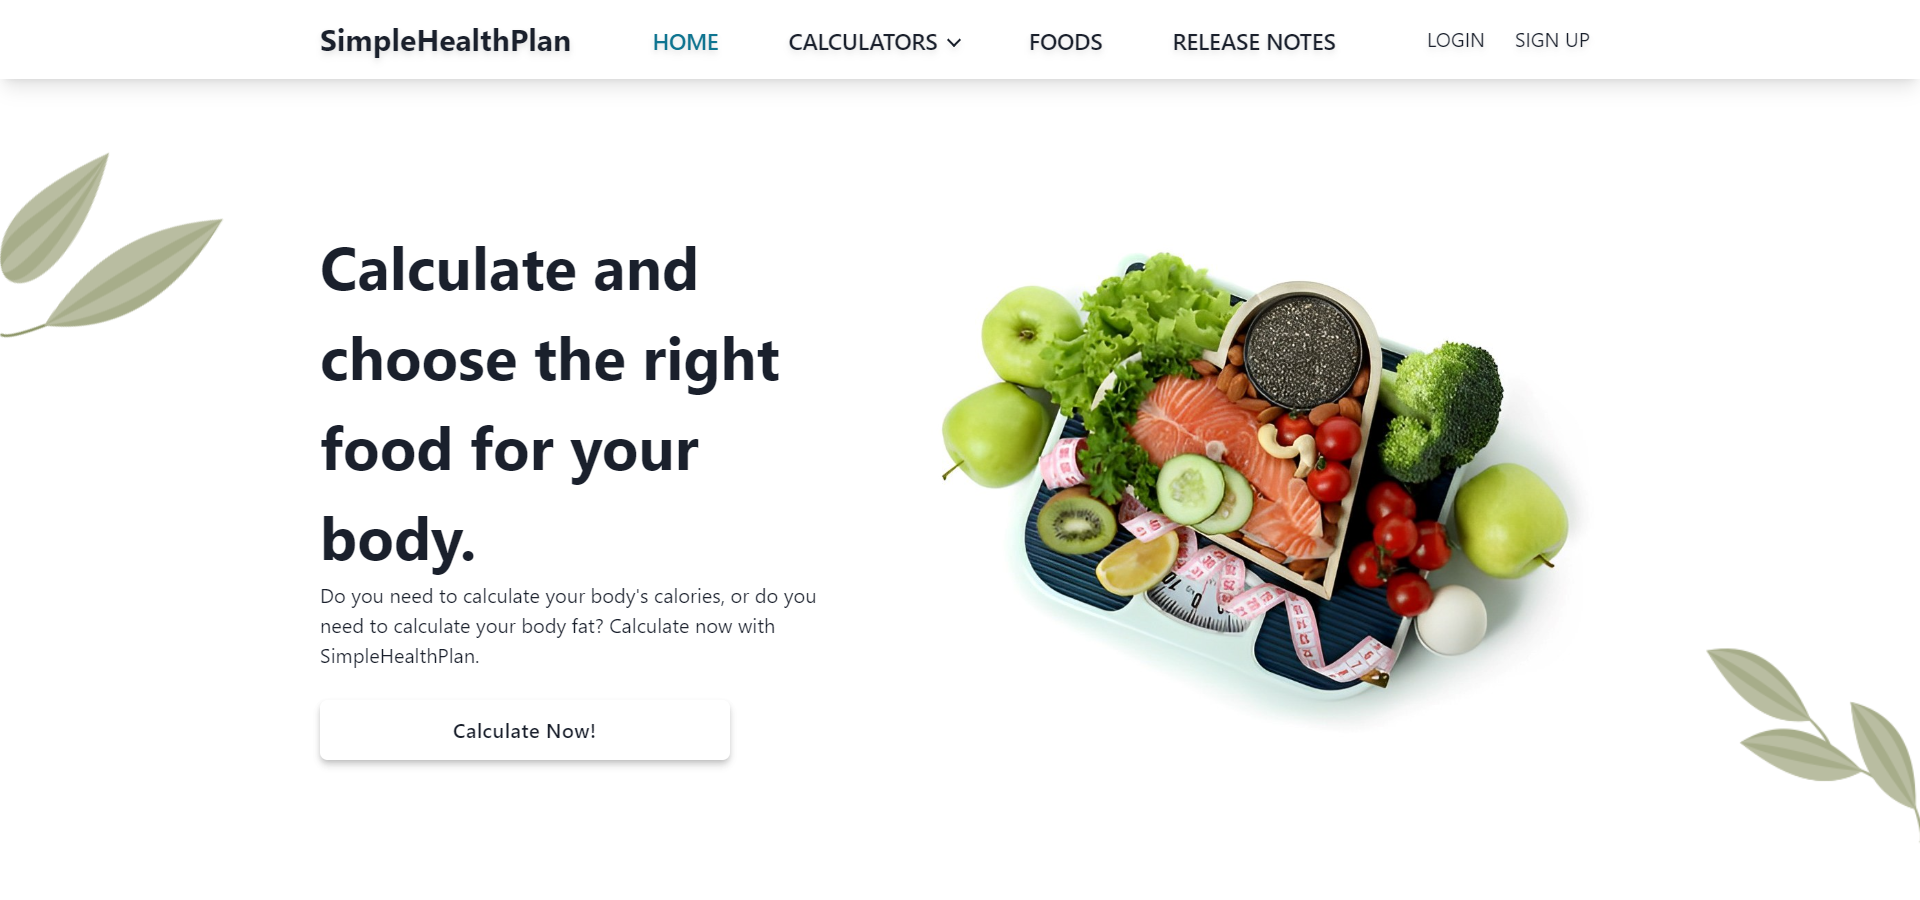 SimpleHealthPlan
HOME
CALCULATORS
FOODS
RELEASE NOTES
LOGIN
SIGN UP
Calculate and
choose the right
food for your
body.
Do you need to calculate your body's calories, or do you
need to calculate your body fat? Calculate now with
SimpleHealthPlan.
Calculate Now!